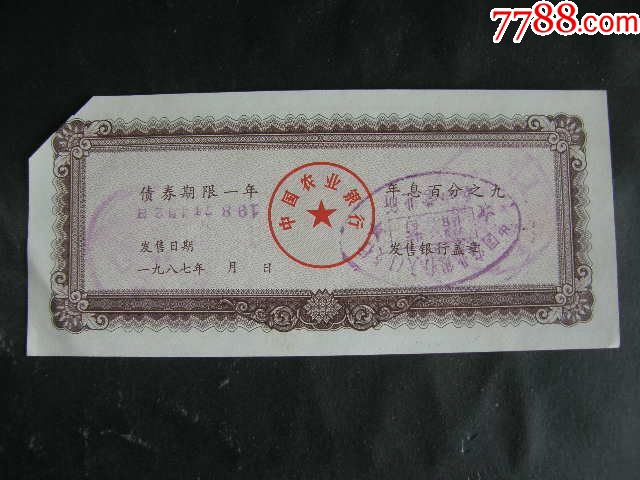 7788.com
债券期限一年
年息百分之九
中国农业银行
发售日期
发售银行盖章
一九八七年 月 日